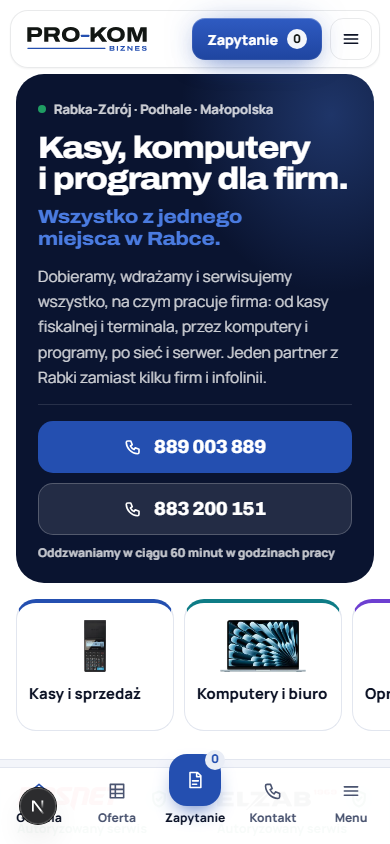 PRO-KOM
BIZNES
Zapytanie 0
Rabka-Zdrój · Podhale · Małopolska
Kasy, komputery
i programy dla firm.
Wszystko z jednego
miejsca w Rabce.
Dobieramy, wdrażamy i serwisujemy
wszystko, na czym pracuje firma: od kasy
fiskalnej i terminala, przez komputery i
programy, po sieć i serwer. Jeden partner z
Rabki zamiast kilku firm i infolinii.
889 003 889
883 200 151
Oddzwaniamy w ciągu 60 minut w godzinach pracy
Kasy i sprzedaż
Komputery i biuro
Opr
0
N
Oferta
Zapytanie
Kontakt
Menu